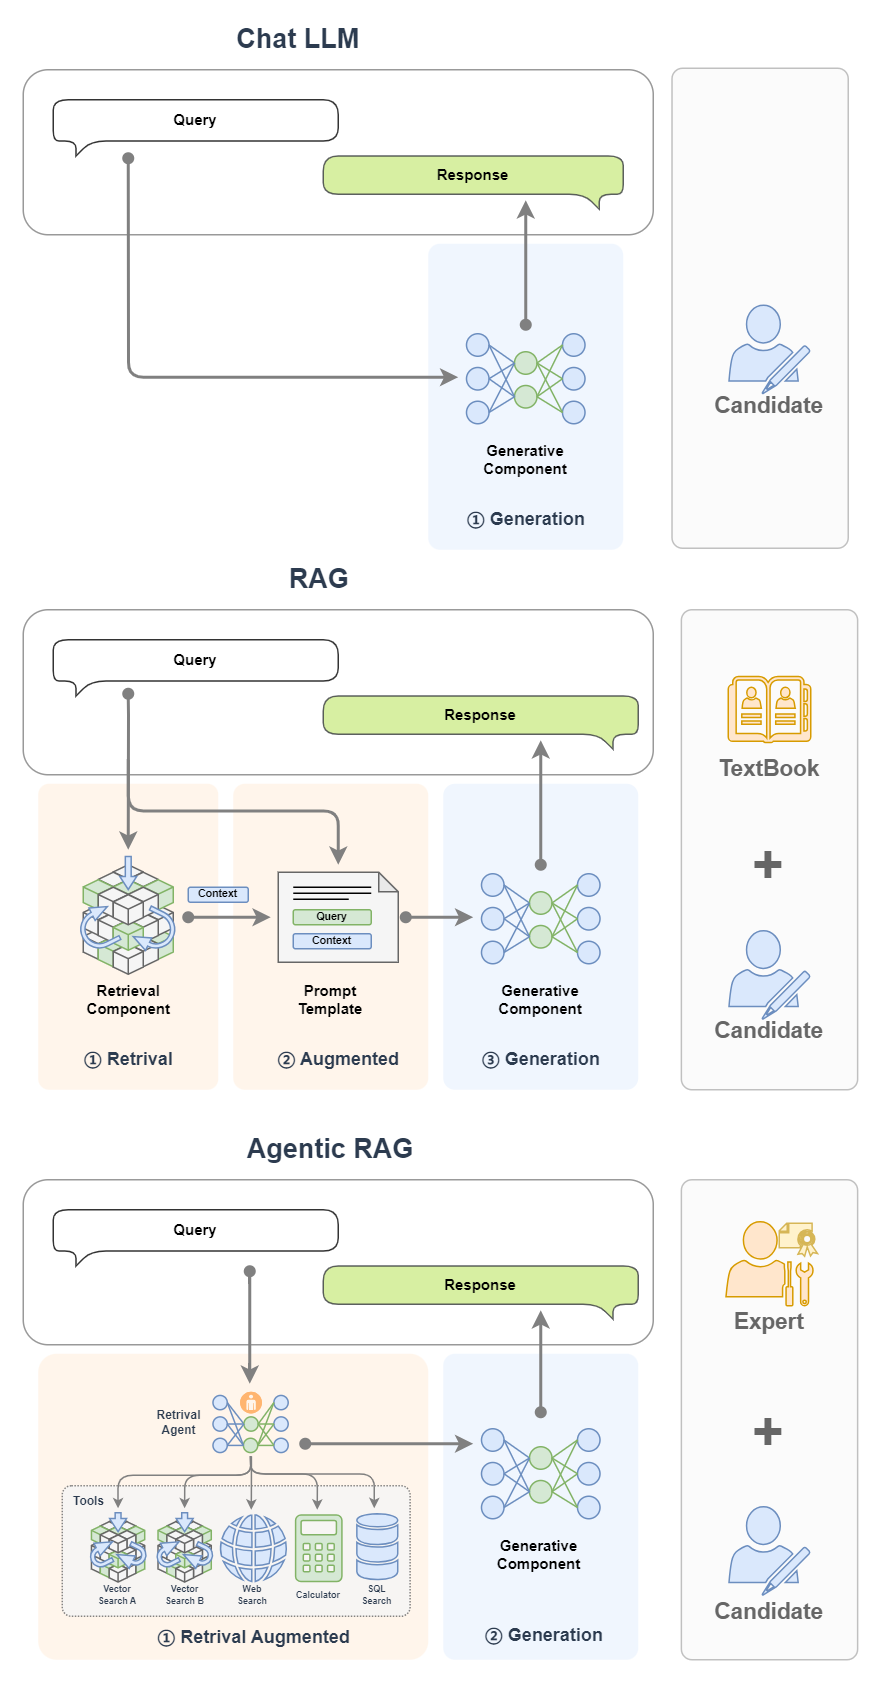 Chat LLM
Query
Response
Generative
Component
① Generation
Candidate
RAG
Query
Response
TextBook
+
Context
Query
Context
Retrieval
Component
Prompt
Template
Generative
Component
① Retrival
② Augmented
③ Generation
Candidate
Agentic RAG
Query
Response
Expert
+
Retrival
Agent
Tools
Vector
Search A
Vector
Search B
Web
Search
Calculator
SQL
Search
Generative
Component
① Retrival Augmented
② Generation
Candidate